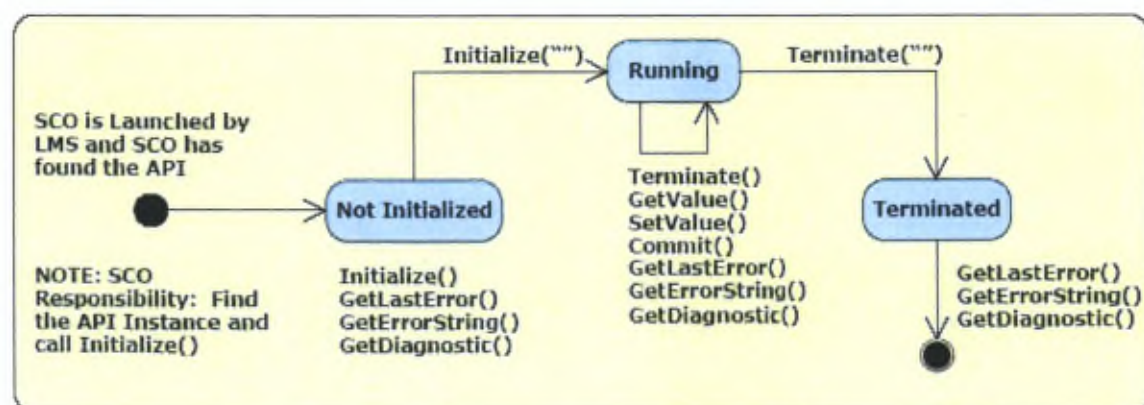 Initialize(“”)
Running
Terminate(“”)
SCO is Launched by
LMS and SCO has
found the API
Not Initialized
Terminate()
GetValue()
SetValue()
Commit()
GetLastError()
GetErrorString()
GetDiagnostic()
Terminated
NOTE: SCO
Responsibility: Find
the API Instance and
call Initialize()
Initialize()
GetLastError()
GetErrorString()
GetDiagnostic()
GetLastError()
GetErrorString()
GetDiagnostic()